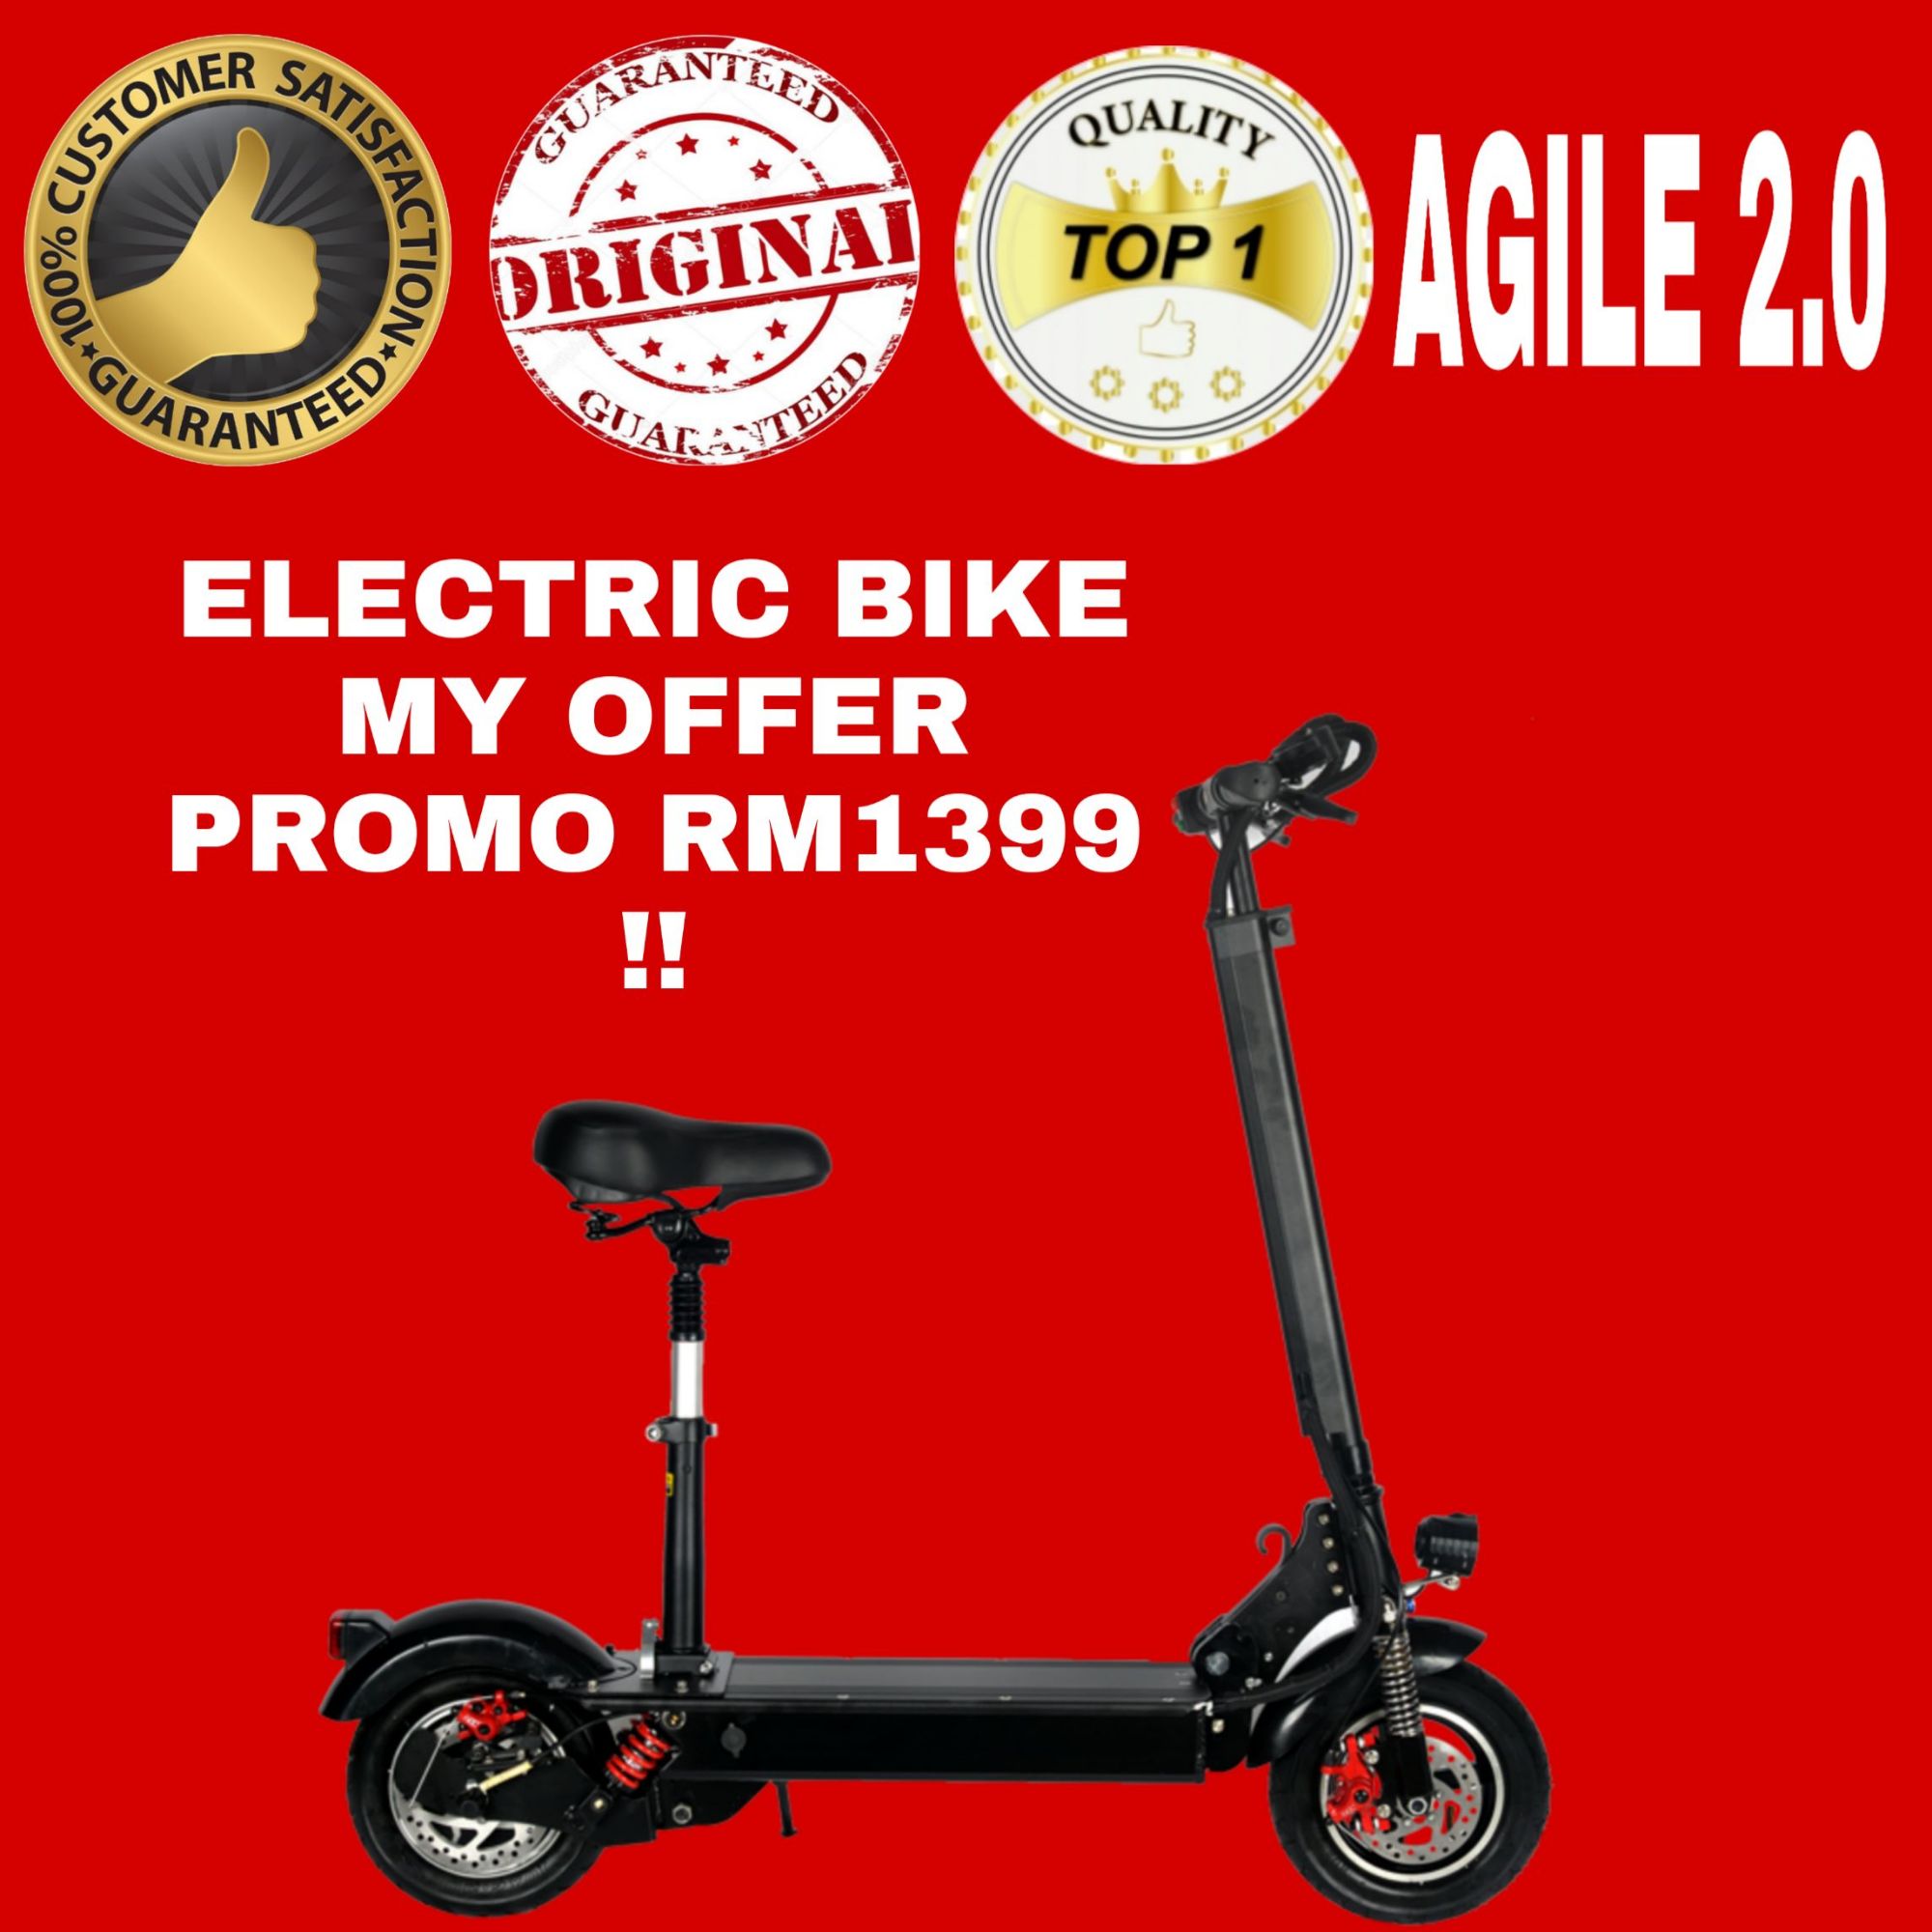 100% CUSTOMER SATISFACTION
GUARANTEED
GUARANTEED
ORIGINAL
GUARANTEED
QUALITY
TOP 1
AGILE 2.0
ELECTRIC BIKE
MY OFFER
PROMO RM1399
!!